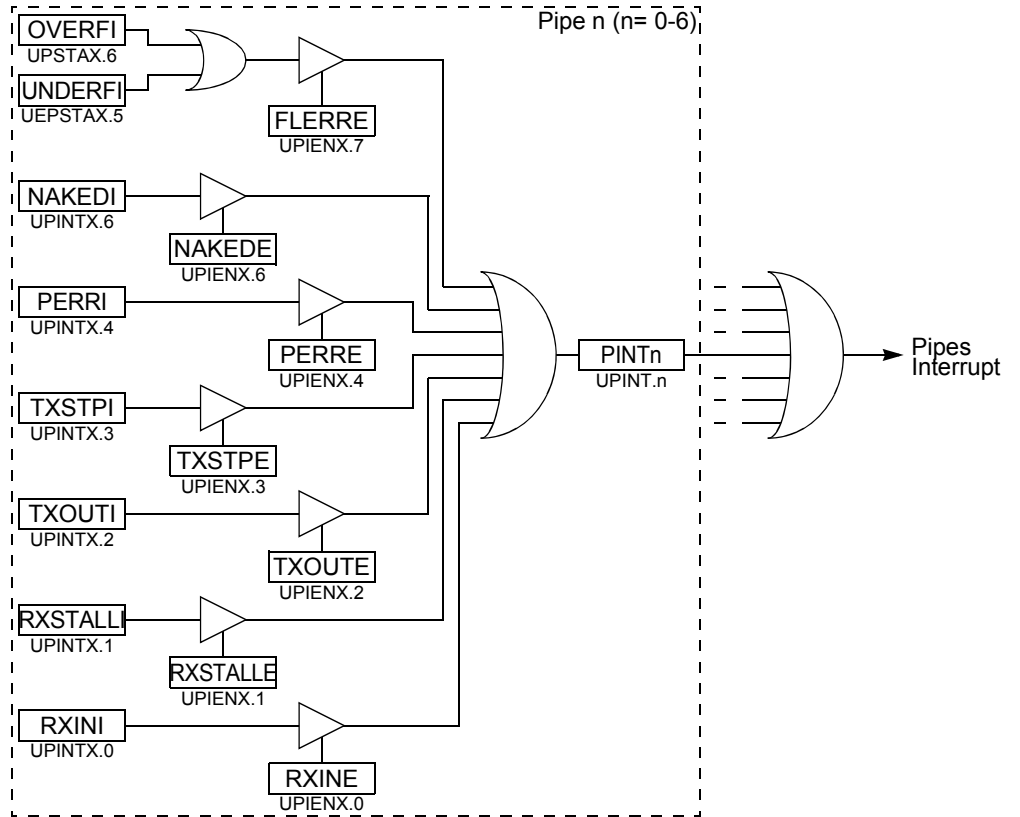 Pipe n (n= 0-6)
OVERFI
UPSTAX.6
UNDERFI
UEPSTAX.5
FLERRE
UPIENX.7
NAKEDI
UPINTX.6
NAKEDE
UPIENX.6
PERRI
UPINTX.4
PERRE
UPIENX.4
TXSTPI
UPINTX.3
TXSTPE
UPIENX.3
TXOUTI
UPINTX.2
TXOUTE
UPIENX.2
RXSTALLI
UPINTX.1
RXSTALLE
UPIENX.1
RXINI
UPINTX.0
RXINE
UPIENX.0
PINTn
UPINT.n
Pipes
Interrupt